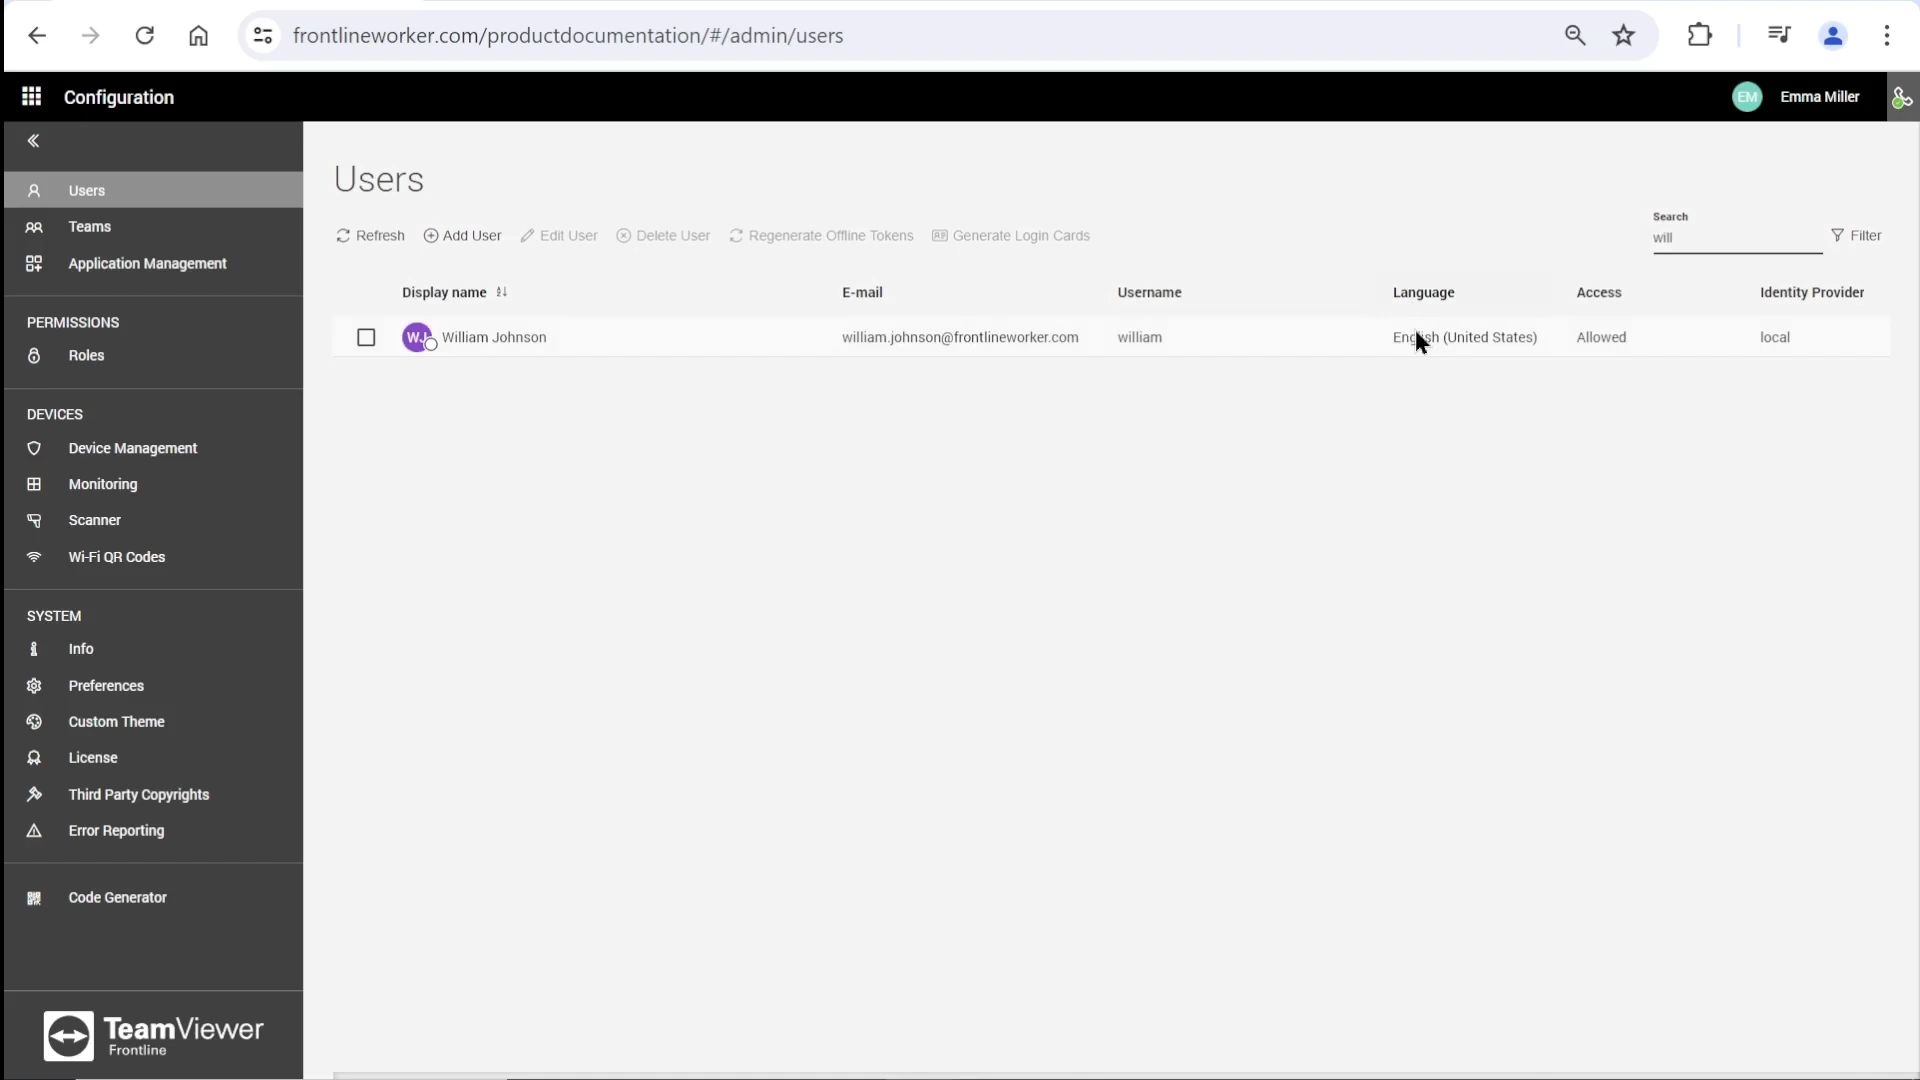 frontlineworker.com/productdocumentation/#/admin/users
Configuration
EM
Emma Miller
Users
Teams
Application Management
PERMISSIONS
Roles
DEVICES
Device Management
Monitoring
Scanner
Wi-Fi QR Codes
SYSTEM
Info
Preferences
Custom Theme
License
Third Party Copyrights
Error Reporting
Code Generator
TeamViewer
Frontline
Users
Refresh Add User Edit User Delete User Regenerate Offline Tokens Generate Login Cards
Search
will
Filter
Display name E-mail Username Language Access Identity Provider
WJ William Johnson william.johnson@frontlineworker.com william English (United States) Allowed local